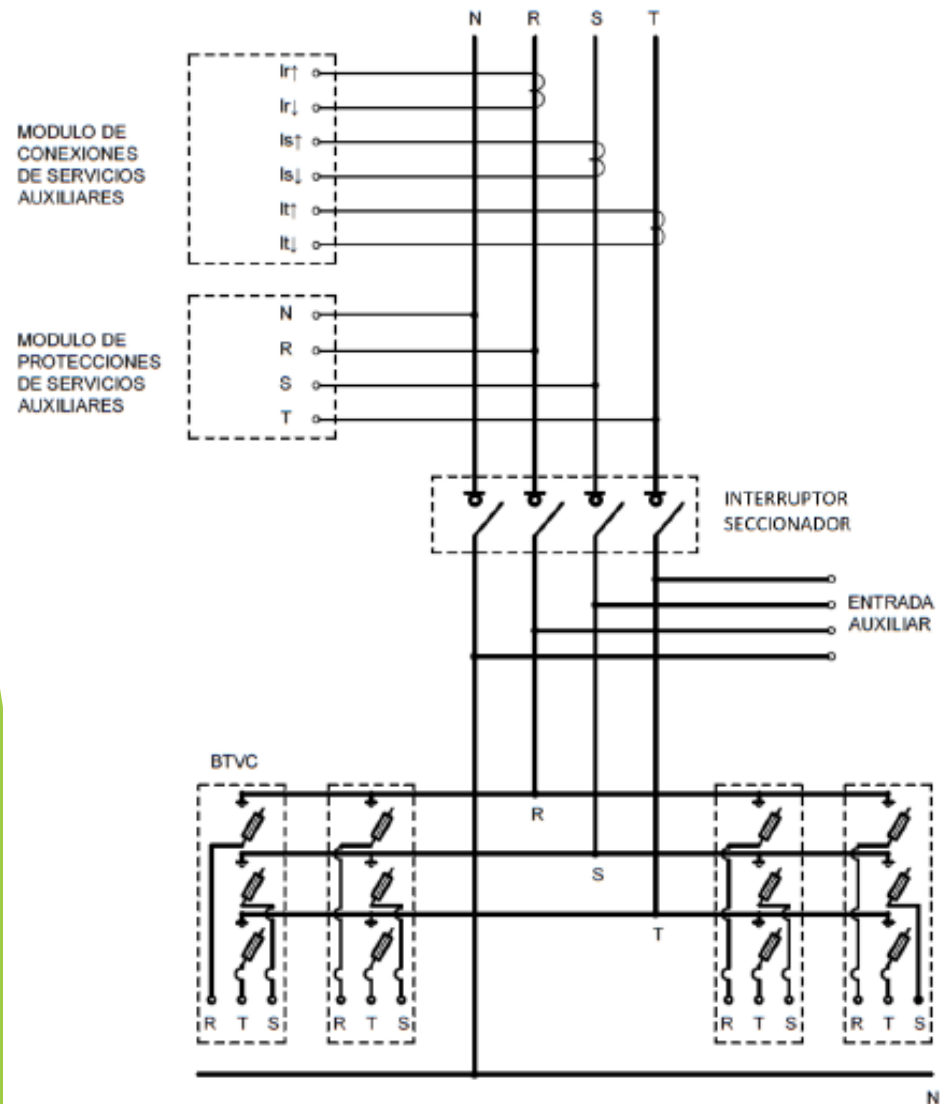 N R S T
Ir↑
Ir↓
Is↑
Is↓
It↑
It↓
MODULO DE
CONEXIONES
DE SERVICIOS
AUXILIARES
N
R
S
T
MODULO DE
PROTECCIONES
DE SERVICIOS
AUXILIARES
INTERRUPTOR
SECCIONADOR
ENTRADA
AUXILIAR
BTVC
R
S
T
R T S R T S R T S R T S
N